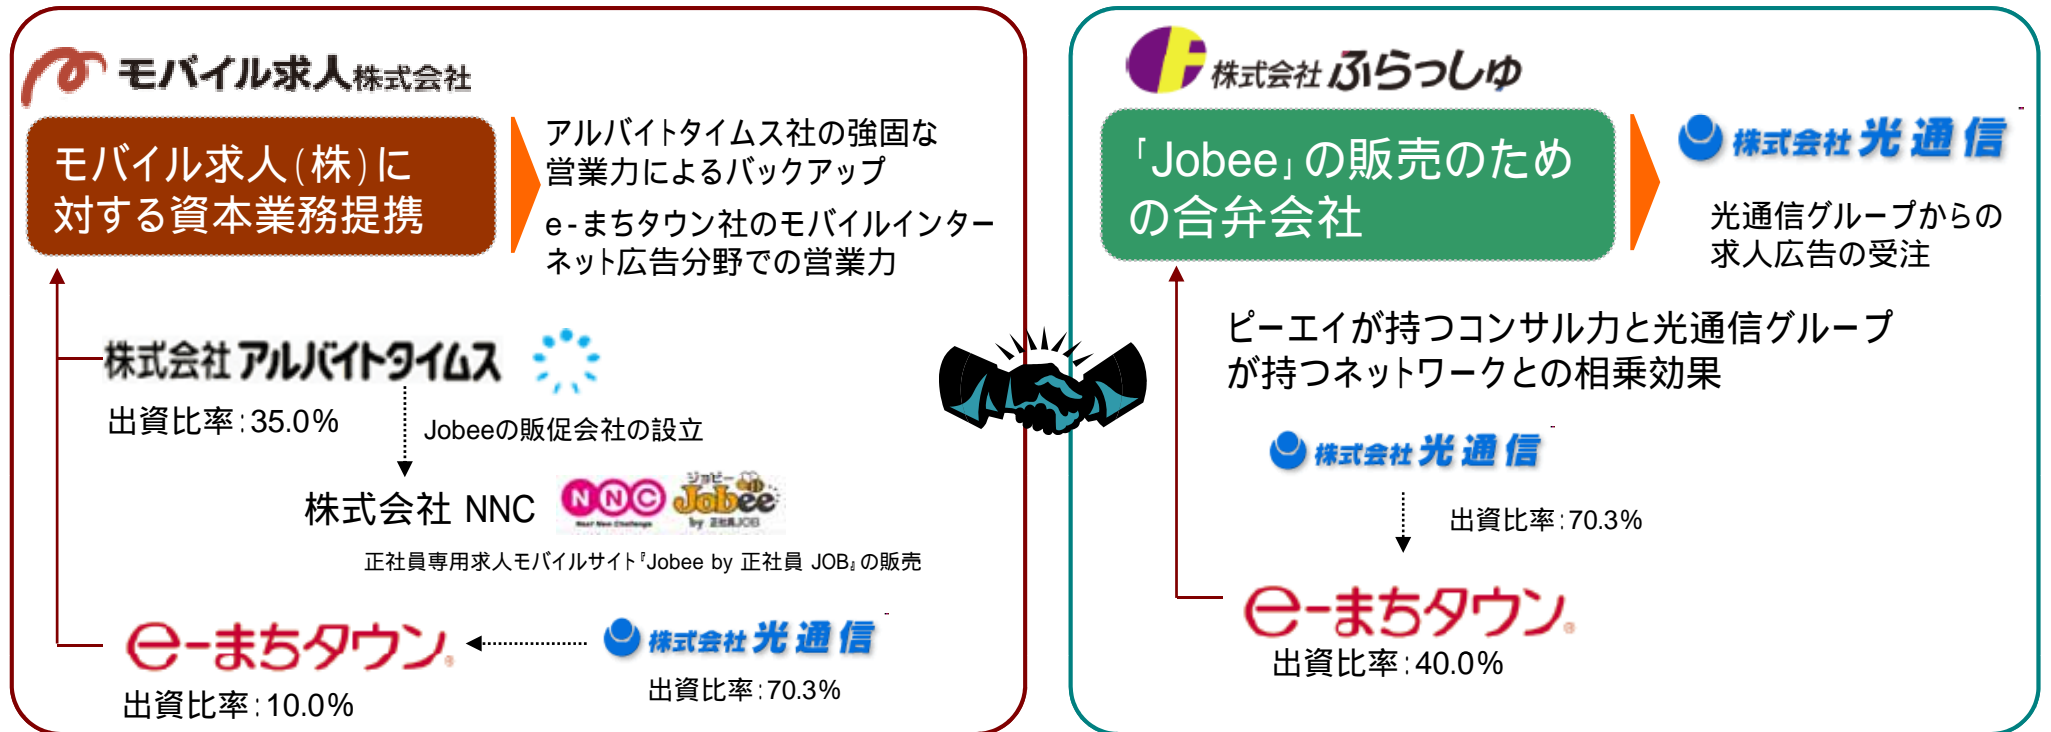 モバイル求人株式会社
モバイル求人(株)に
対する資本業務提携
アルバイトタイムス社の強固な
営業力によるバックアップ
e-まちタウン社のモバイルインター
ネット広告分野での営業力
株式会社 アルバイトタイムス
出資比率:35.0%
Jobeeの販促会社の設立
株式会社 NNC
NNC
Next New Challenge
ジョビー
Jobee
by 正社員JOB
正社員専用求人モバイルサイト『Jobee by 正社員 JOB』の販売
e-まちタウン®
出資比率:10.0%
株式会社 光通信
出資比率:70.3%
株式会社 ふらっしゅ
「Jobee」の販売のため
の合弁会社
株式会社 光通信
光通信グループからの
求人広告の受注
ピーエイが持つコンサル力と光通信グループ
が持つネットワークとの相乗効果
株式会社 光通信
出資比率:70.3%
e-まちタウン®
出資比率:40.0%